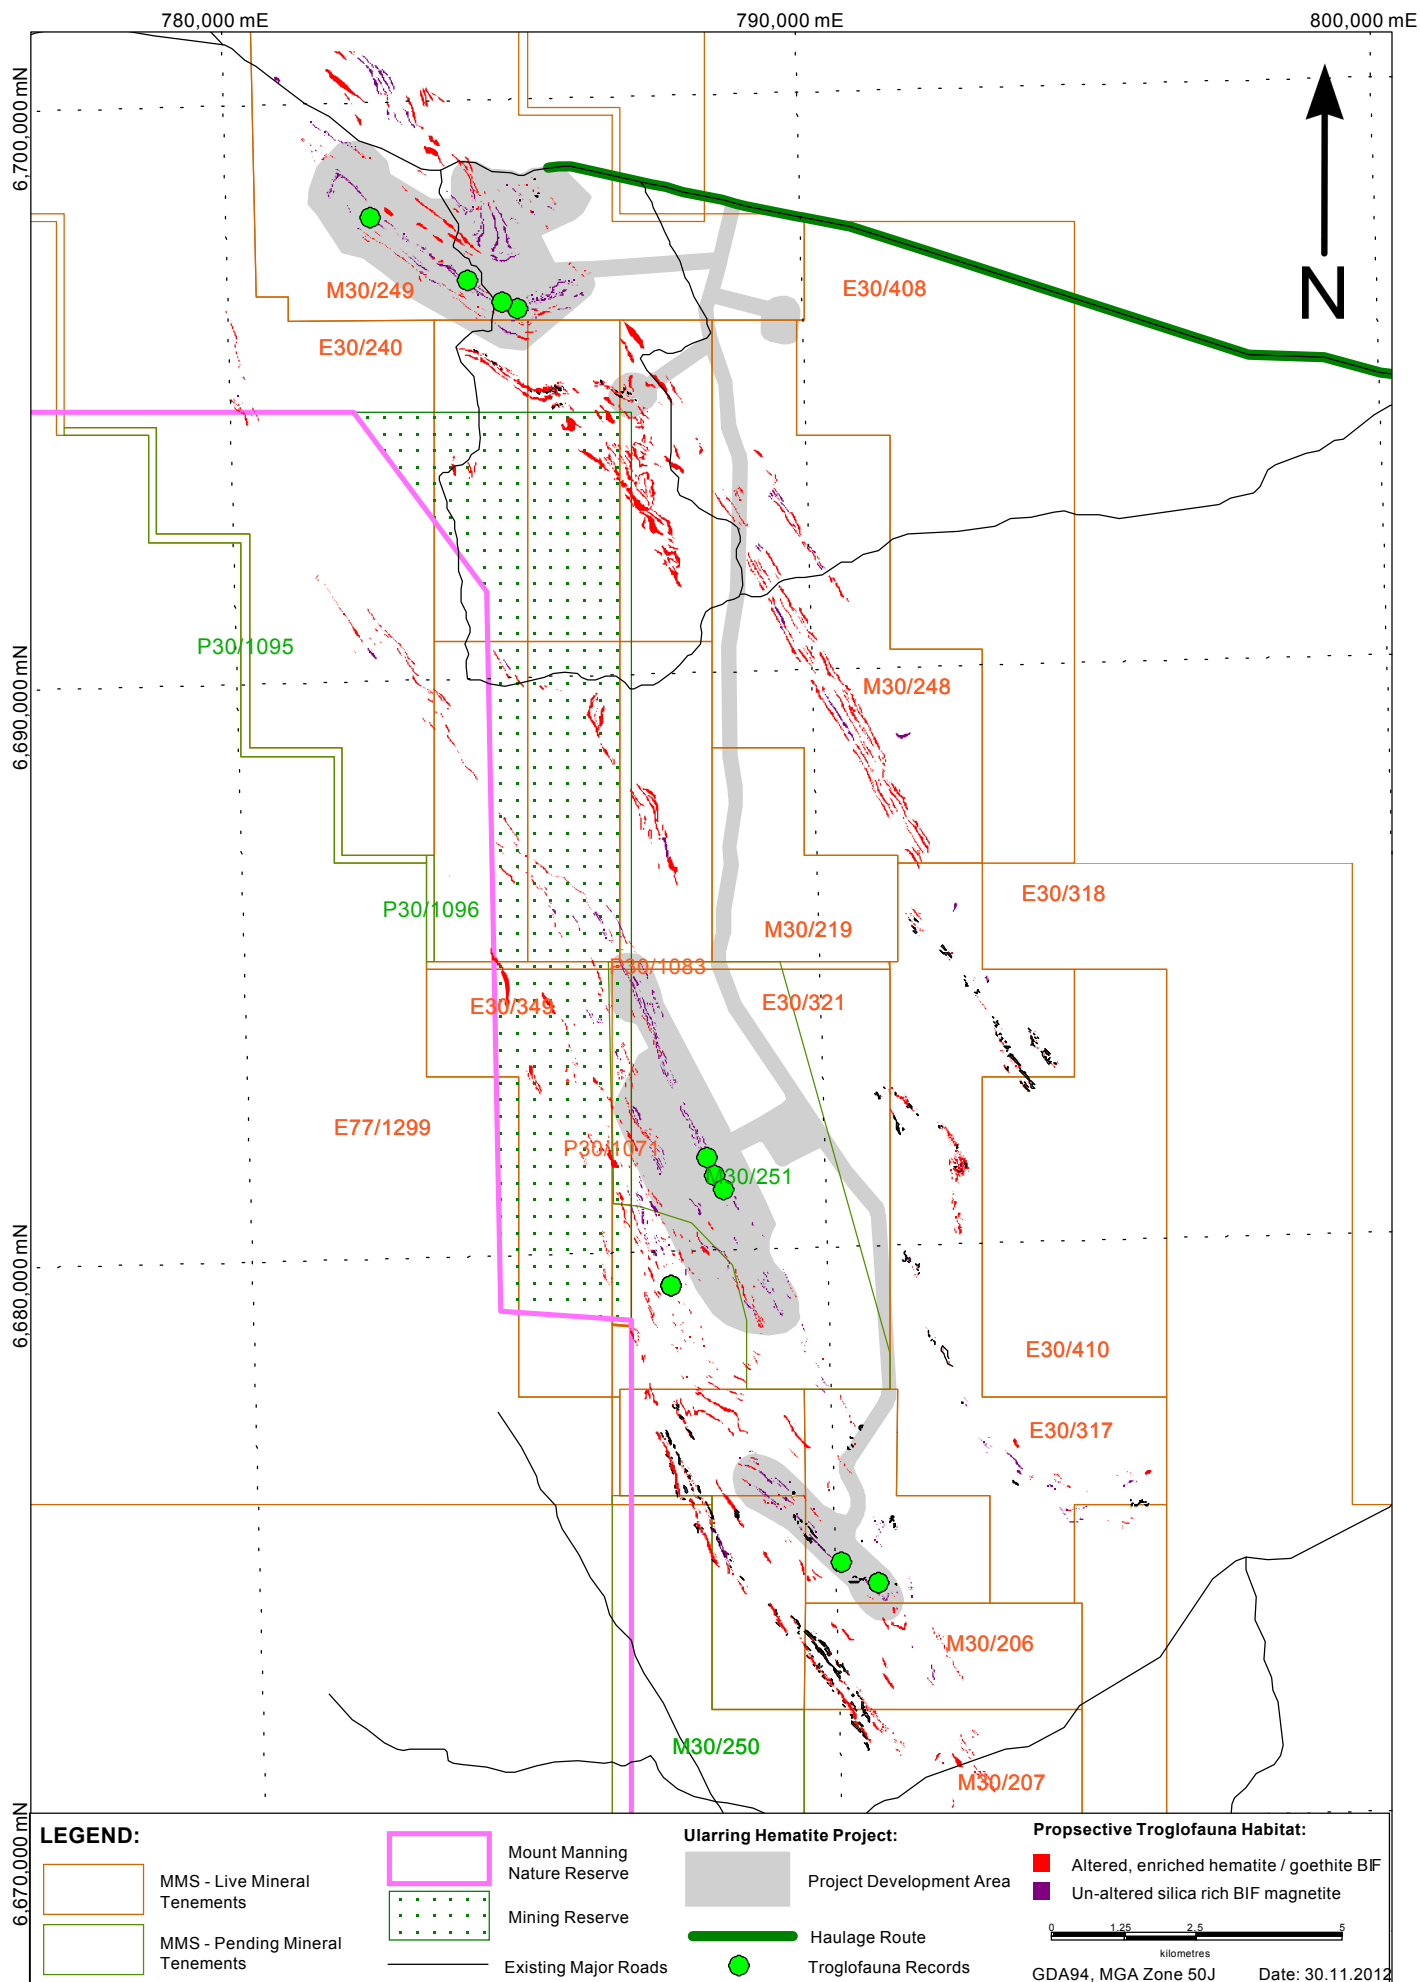 780,000 mE
790,000 mE
800,000 mE
6,700,000 mN
N
M30/249
E30/408
E30/240
P30/1095
6,690,000 mN
M30/248
E30/318
P30/1096
M30/219
P30/1083
E30/349
E30/321
E77/1299
P30/1071
M30/251
6,680,000 mN
E30/410
E30/317
M30/206
M30/250
M30/207
6,670,000 mN
LEGEND:
MMS - Live Mineral
Tenements
MMS - Pending Mineral
Tenements
Mount Manning
Nature Reserve
Mining Reserve
Existing Major Roads
Ularring Hematite Project:
Project Development Area
Haulage Route
Troglofauna Records
Propsective Troglofauna Habitat:
Altered, enriched hematite / goethite BIF
Un-altered silica rich BIF magnetite
0 1.25 2.5 5
kilometres
GDA94, MGA Zone 50J Date: 30.11.2012